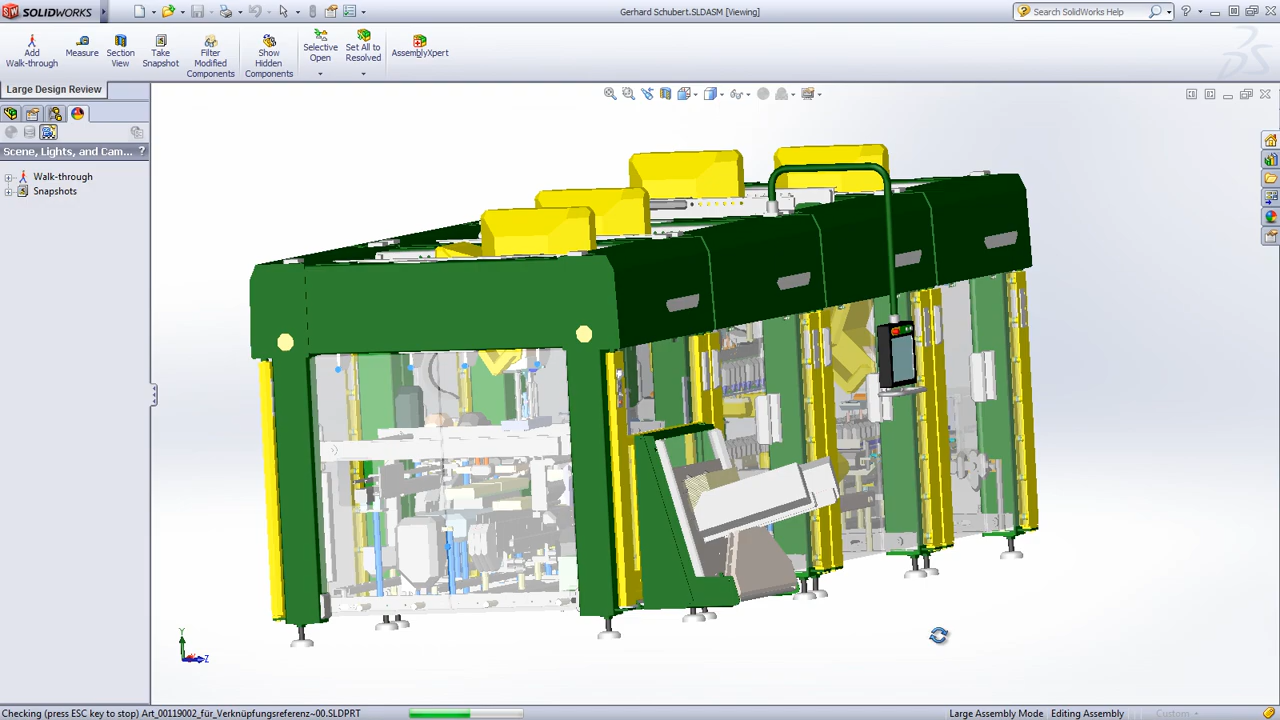 SOLIDWORKS
Gerhard Schubert.SLDASM [Viewing]
Search SolidWorks Help
Add Walk-through
Measure
Section View
Take Snapshot
Filter Modified Components
Show Hidden Components
Selective Open
Set All to Resolved
AssemblyXpert
Large Design Review
Scene, Lights, and Cam...
Walk-through
Snapshots
Y
Z
Checking (press ESC key to stop) Art_00119002_für_Verknüpfungsreferenz~00.SLDPRT
Large Assembly Mode
Editing Assembly
Custom